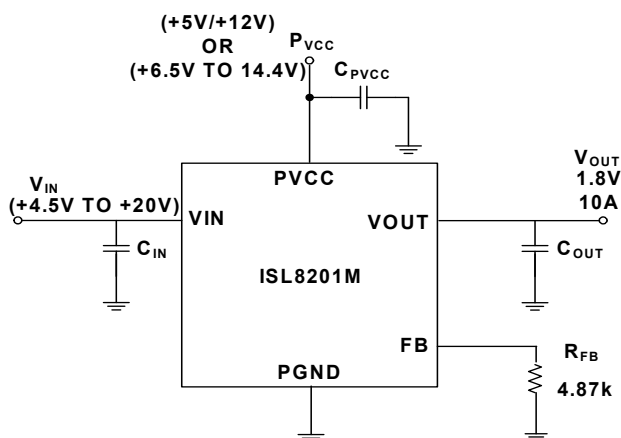 (+5V/+12V)
OR
(+6.5V TO 14.4V)
PVCC
CPVCC
PVCC
VIN
(+4.5V TO +20V)
VIN
CIN
ISL8201M
VOUT
VOUT
1.8V
10A
COUT
FB
RFB
4.87k
PGND